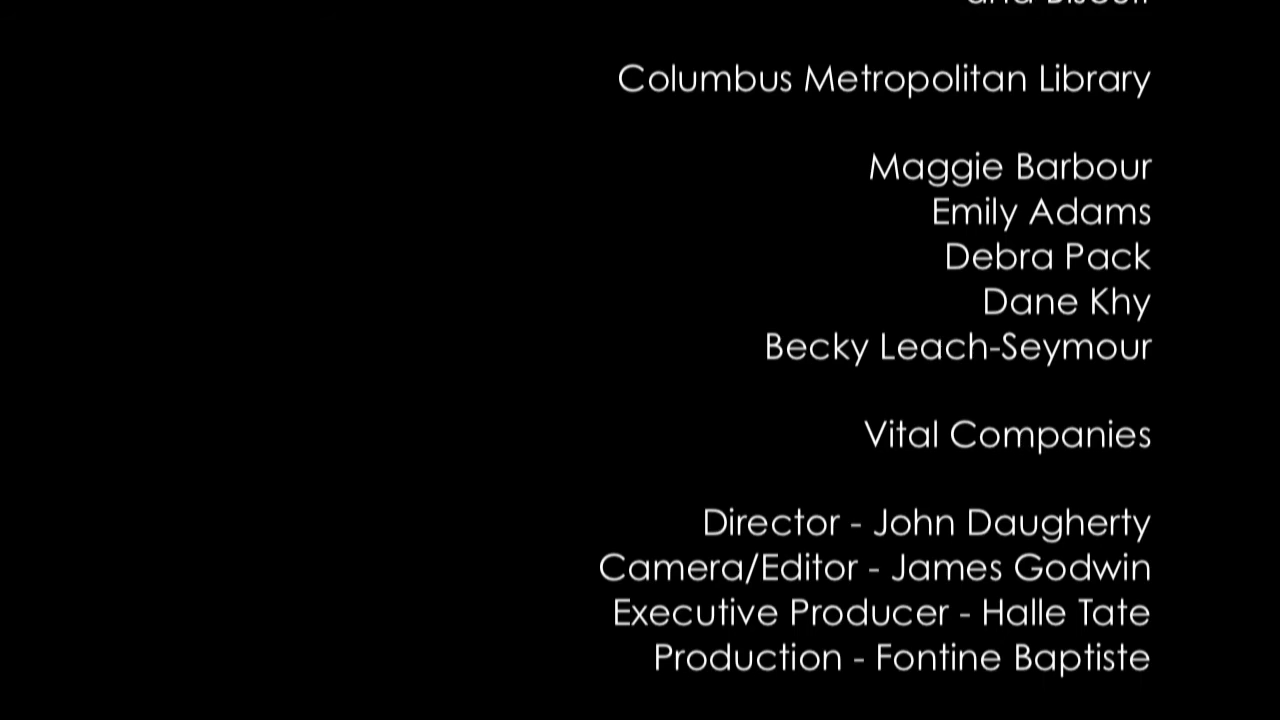 Columbus Metropolitan Library
Maggie Barbour
Emily Adams
Debra Pack
Dane Khy
Becky Leach-Seymour
Vital Companies
Director - John Daugherty
Camera/Editor - James Godwin
Executive Producer - Halle Tate
Production - Fontine Baptiste